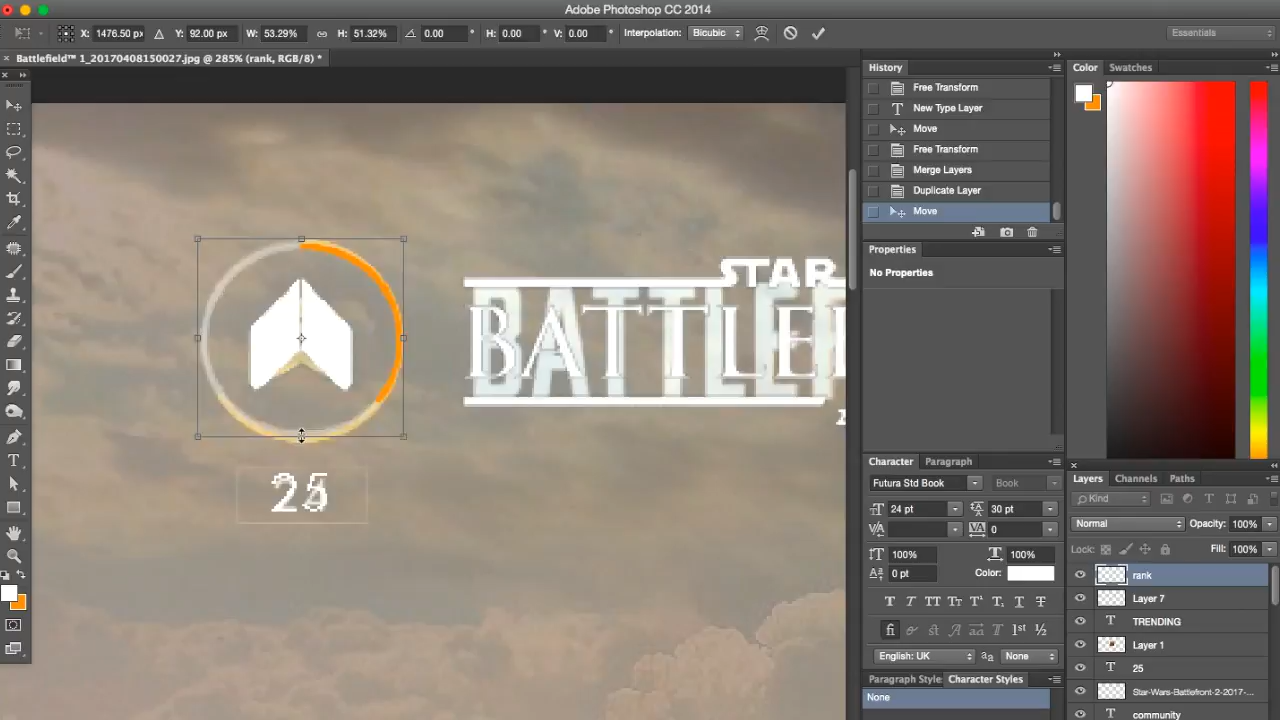 Adobe Photoshop CC 2014
X: 1476.50 px Y: 92.00 px W: 53.29% H: 51.32% 0.00 ° H: 0.00 ° V: 0.00 ° Interpolation: Bicubic Essentials
Battlefield™ 1_20170408150027.jpg @ 285% (rank, RGB/8) *
History
Free Transform
New Type Layer
Move
Free Transform
Merge Layers
Duplicate Layer
Move
Properties
No Properties
Color Swatches
STAR
BATTLEF
Character Paragraph
Futura Std Book Book
24 pt 30 pt
0
100% 100%
0 pt Color:
English: UK None
Paragraph Style Character Styles
None
Layers Channels Paths
Kind
Normal Opacity: 100%
Lock: Fill: 100%
rank
Layer 7
TRENDING
Layer 1
25
Star-Wars-Battlefront-2-2017-...
community